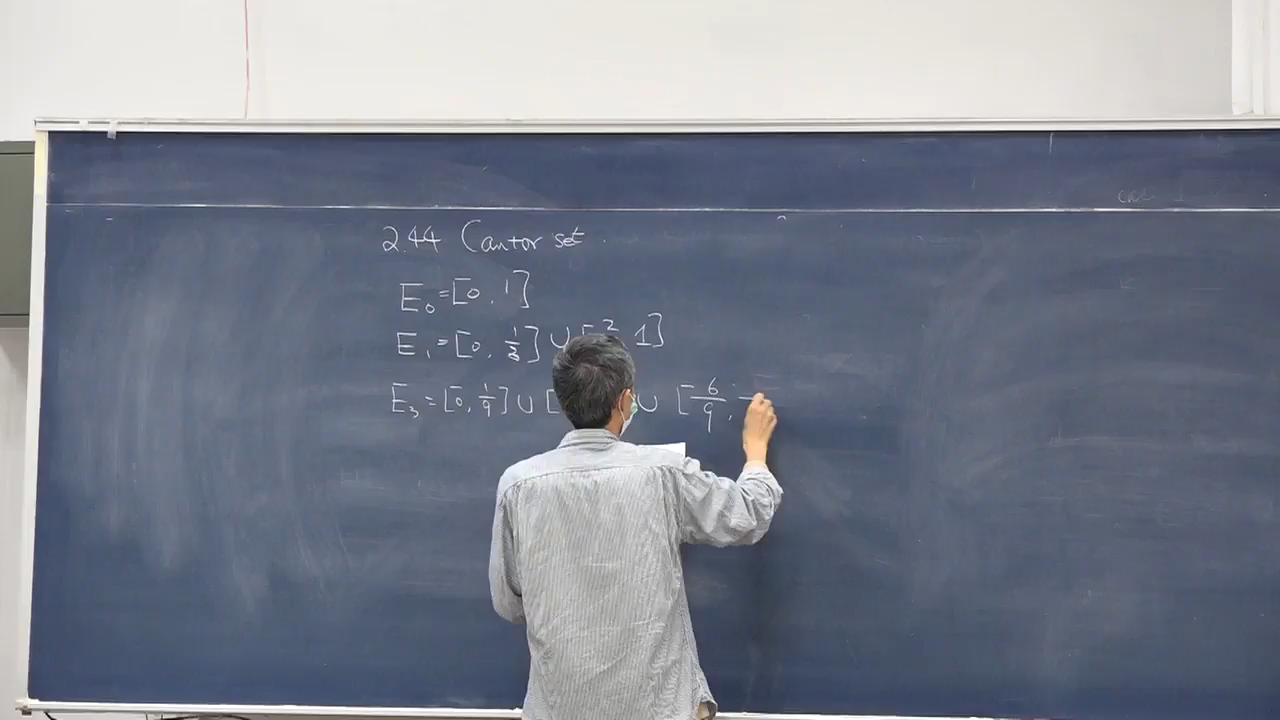 2.44 Cantor set.
E₀ = [0, 1]
E₁ = [0, 1/3] ∪ [2 1]
E₃ = [0, 1/9] ∪ [ ∪ [6/9,